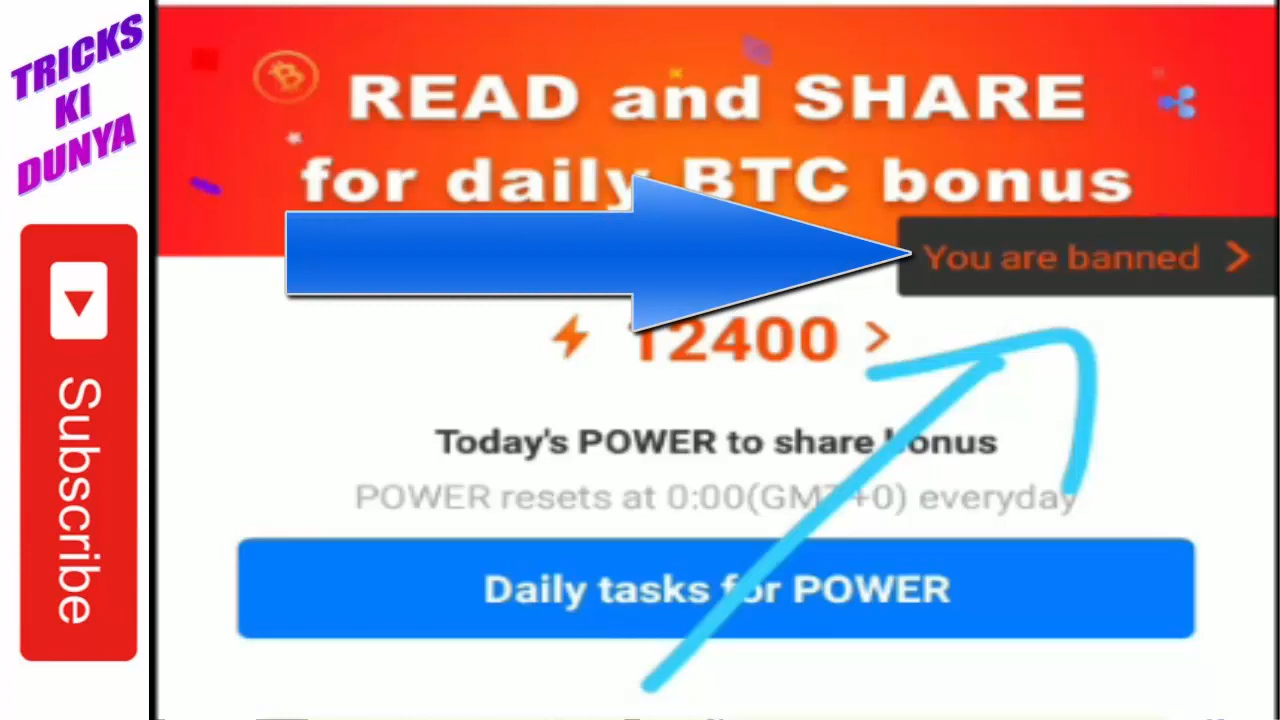 TRICKS
KI
DUNYA
Subscribe
READ and SHARE
for daily BTC bonus
You are banned >
12400 >
Today's POWER to share bonus
POWER resets at 0:00(GMT+0) everyday
Daily tasks for POWER